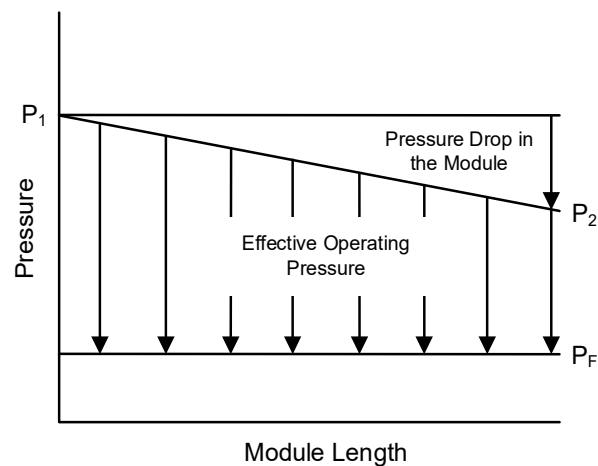 P1
Pressure Drop in
the Module
P2
Effective Operating
Pressure
Pressure
PF
Module Length